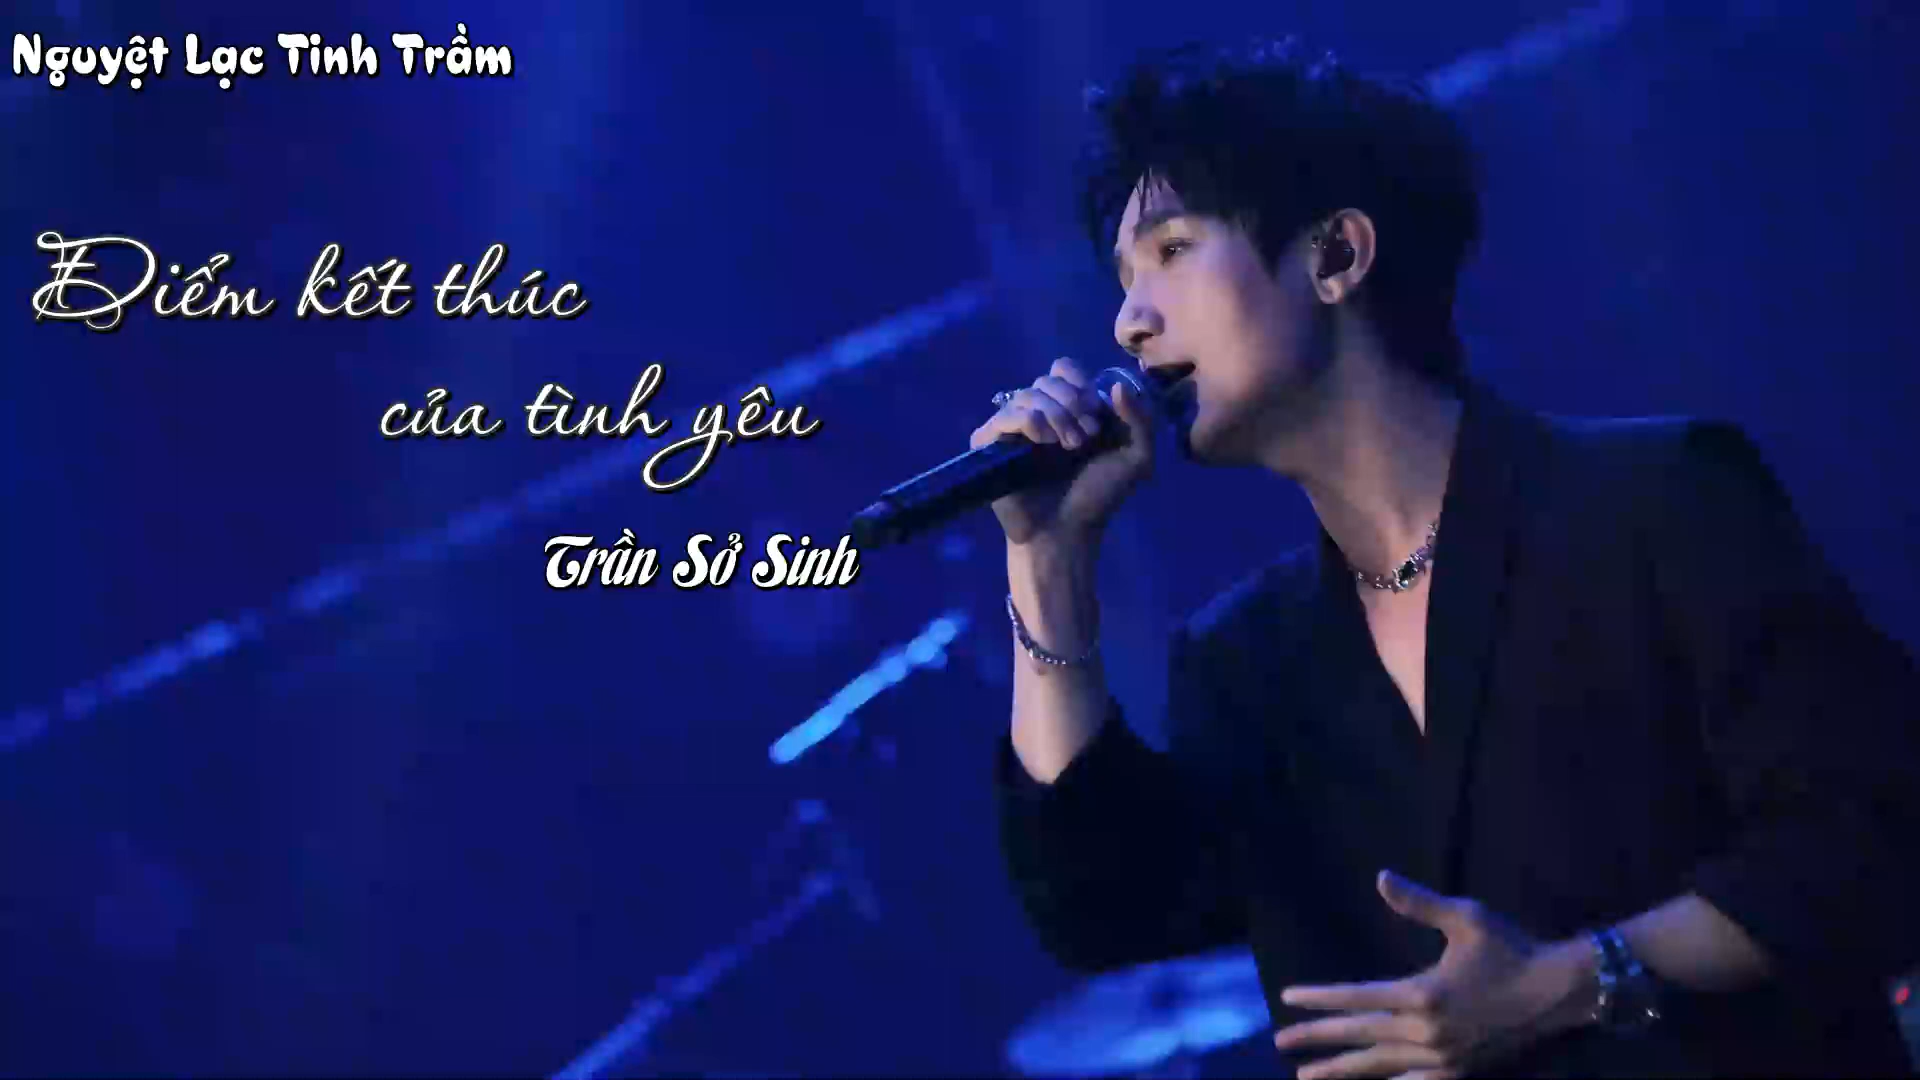 Nguyệt Lạc Tinh Trầm
Điểm kết thúc
của tình yêu
Trần Sở Sinh